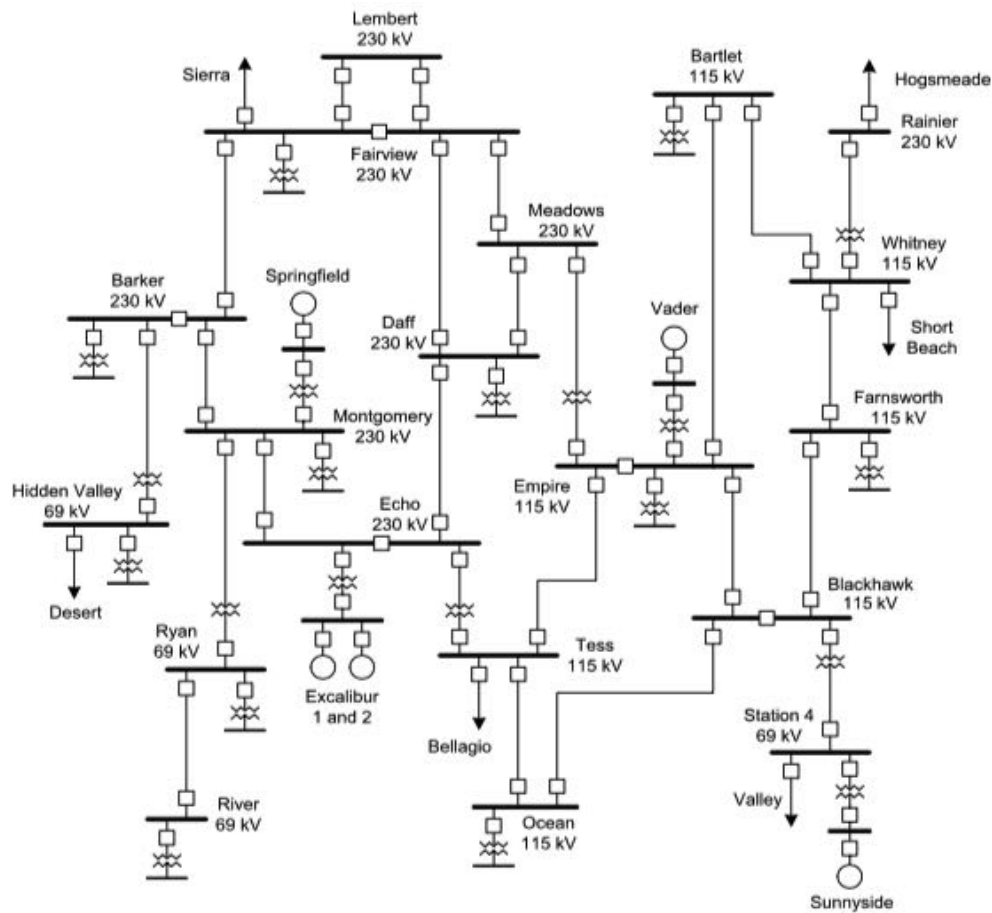 Lembert
230 kV
Sierra
Bartlet
115 kV
Hogsmeade
Rainier
230 kV
Fairview
230 kV
Meadows
230 kV
Whitney
115 kV
Barker
230 kV
Springfield
Daff
230 kV
Vader
Short
Beach
Montgomery
230 kV
Farnsworth
115 kV
Hidden Valley
69 kV
Echo
230 kV
Empire
115 kV
Desert
Blackhawk
115 kV
Ryan
69 kV
Tess
115 kV
Excalibur
1 and 2
Bellagio
Station 4
69 kV
Valley
River
69 kV
Ocean
115 kV
Sunnyside